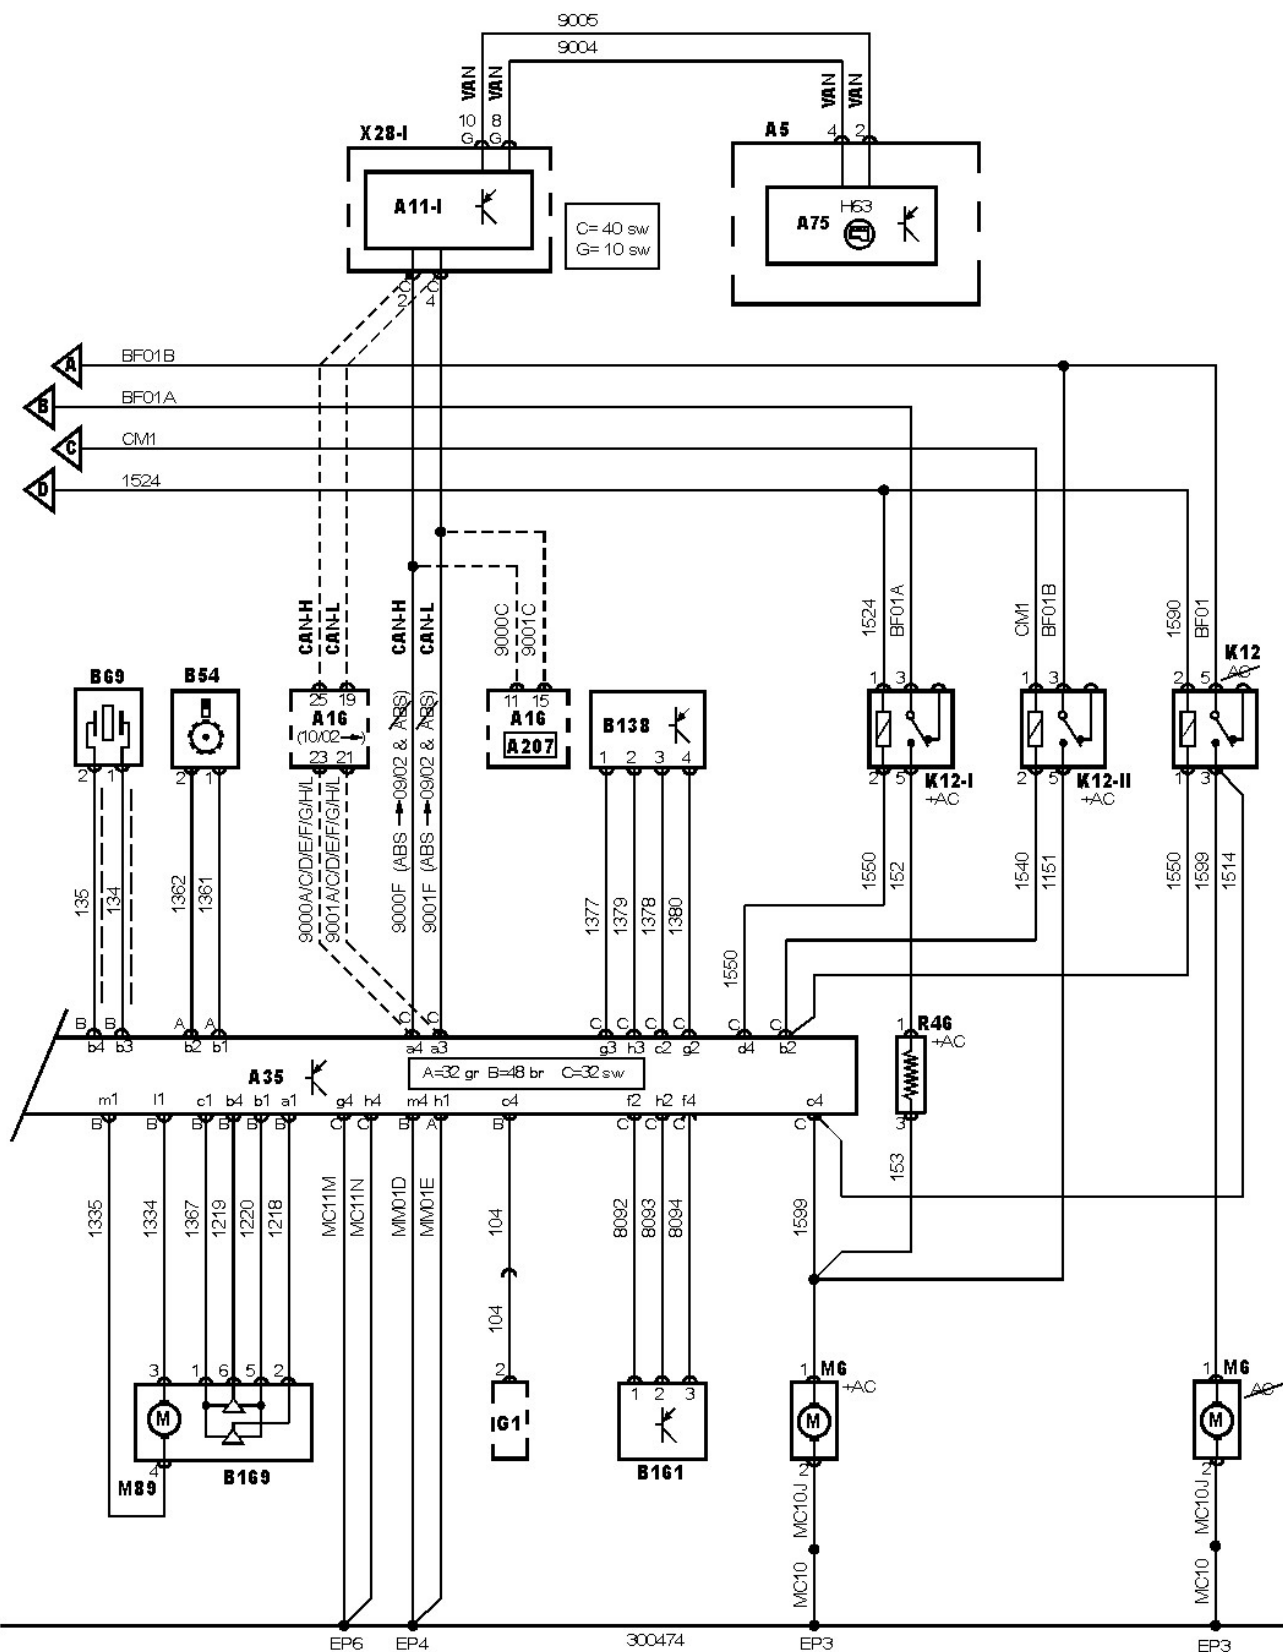 9005
9004
VAN
VAN
VAN
VAN
10 8
G G
X28-I
A5
4 2
A11-I
H63
A75
C= 40 sw
G= 10 sw
C C
2 4
A BF01B
B BF01A
C CM1
D 1524
CAN-H
CAN-L
CAN-H
CAN-L
9000C
9001C
1524
BF01A
CM1
BF01B
1590
BF01
B69
B54
25 19
A16
(10/02→)
23 21
11 15
A16
A207
B138
1 2 3 4
1 3
1 3
2 5
K12
AC
2 1
2 1
2 5
K12-I
+AC
2 5
K12-II
+AC
1 3
135
134
1362
1361
9000A/C/D/E/F/G/H/L
9001A/C/D/E/F/G/H/L
9000F (ABS →09/02 & ABS)
9001F (ABS →09/02 & ABS)
1377
1379
1378
1380
1550
1550
152
1540
1151
1550
1599
1514
B B A A C C C C C C C C
b4 b3 b2 b1 a4 a3 g3 h3 c2 g2 d4 b2
A35
A=32 gr B=48 br C=32 sw
1 R46
+AC
3
m1 l1 c1 b4 b1 a1 g4 h4 m4 h1 c4 f2 h2 f4 c4
B B B B B B C C B A B C C C C
1335
1334
1367
1219
1220
1218
MC11M
MC11N
MM01D
MM01E
104
104
8092
8093
8094
1599
153
3 1 6 5 2
M
4
M89
B169
2
G1
1 2 3
B161
1 M6
+AC
M
2
1 M6
AC
M
2
MC10J
MC10
MC10J
MC10
EP6 EP4 300474 EP3 EP3